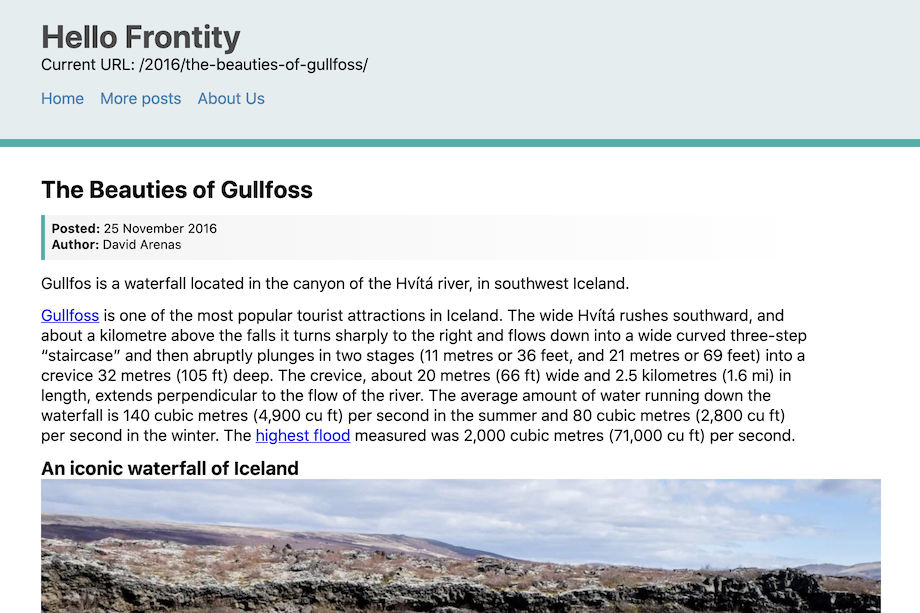 Hello Frontity
Current URL: /2016/the-beauties-of-gullfoss/
Home More posts About Us
The Beauties of Gullfoss
Posted: 25 November 2016
Author: David Arenas
Gullfos is a waterfall located in the canyon of the Hvítá river, in southwest Iceland.
Gullfoss is one of the most popular tourist attractions in Iceland. The wide Hvítá rushes southward, and
about a kilometre above the falls it turns sharply to the right and flows down into a wide curved three-step
“staircase” and then abruptly plunges in two stages (11 metres or 36 feet, and 21 metres or 69 feet) into a
crevice 32 metres (105 ft) deep. The crevice, about 20 metres (66 ft) wide and 2.5 kilometres (1.6 mi) in
length, extends perpendicular to the flow of the river. The average amount of water running down the
waterfall is 140 cubic metres (4,900 cu ft) per second in the summer and 80 cubic metres (2,800 cu ft)
per second in the winter. The highest flood measured was 2,000 cubic metres (71,000 cu ft) per second.
An iconic waterfall of Iceland